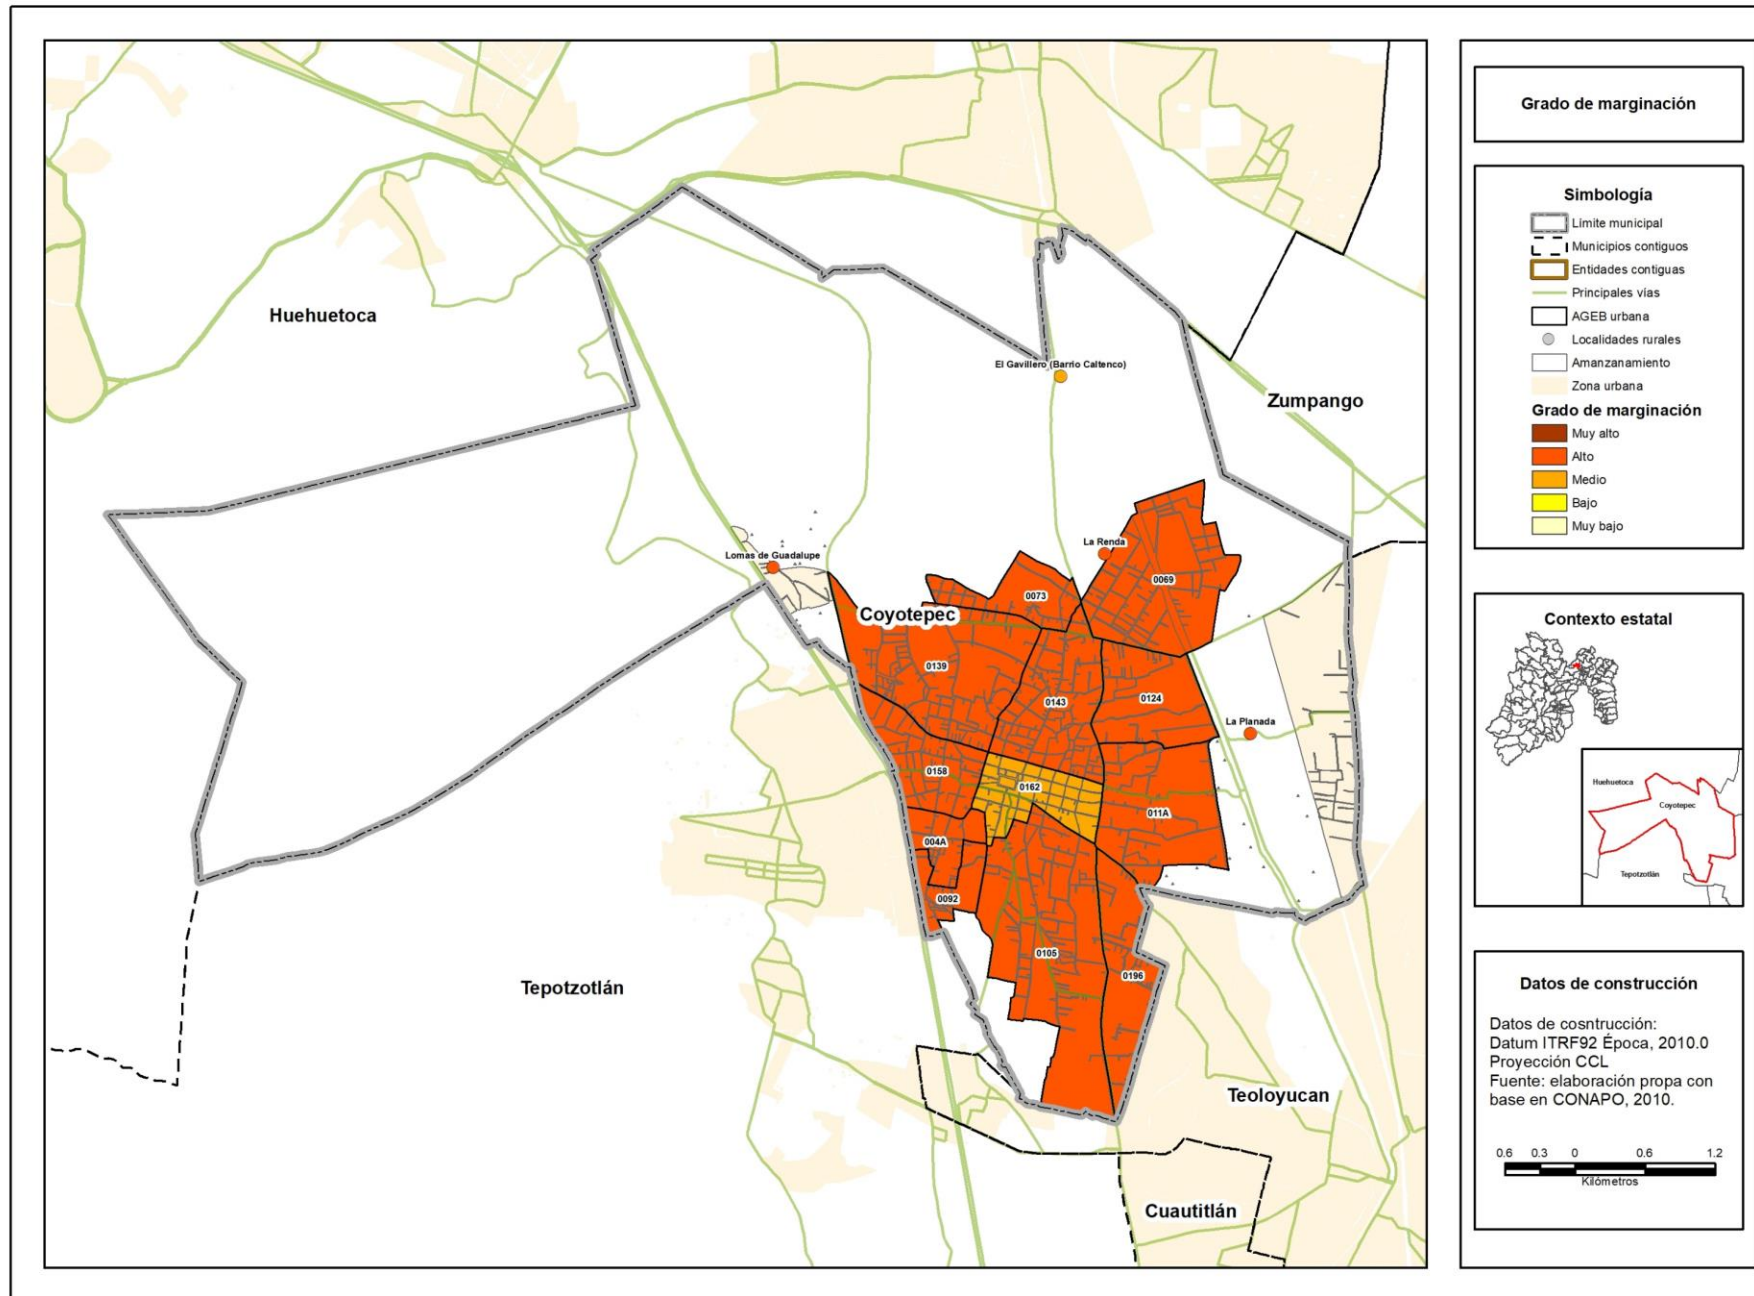 Huehuetoca
El Gavillero (Barrio Caltenco)
Zumpango
Lomas de Guadalupe
La Renda
0069
0073
Coyotepec
0139
0143
0124
La Planada
0158
0162
011A
004A
0092
0105
0196
Tepotzotlán
Teoloyucan
Cuautitlán
Grado de marginación
Simbología
Límite municipal
Municipios contiguos
Entidades contiguas
Principales vías
AGEB urbana
Localidades rurales
Amanzanamiento
Zona urbana
Grado de marginación
Muy alto
Alto
Medio
Bajo
Muy bajo
Contexto estatal
Huehuetoca
Coyotepec
Tepotzotlán
Datos de construcción
Datos de cosntrucción:
Datum ITRF92 Época, 2010.0
Proyección CCL
Fuente: elaboración propa con
base en CONAPO, 2010.
0.6 0.3 0 0.6 1.2
Kilómetros